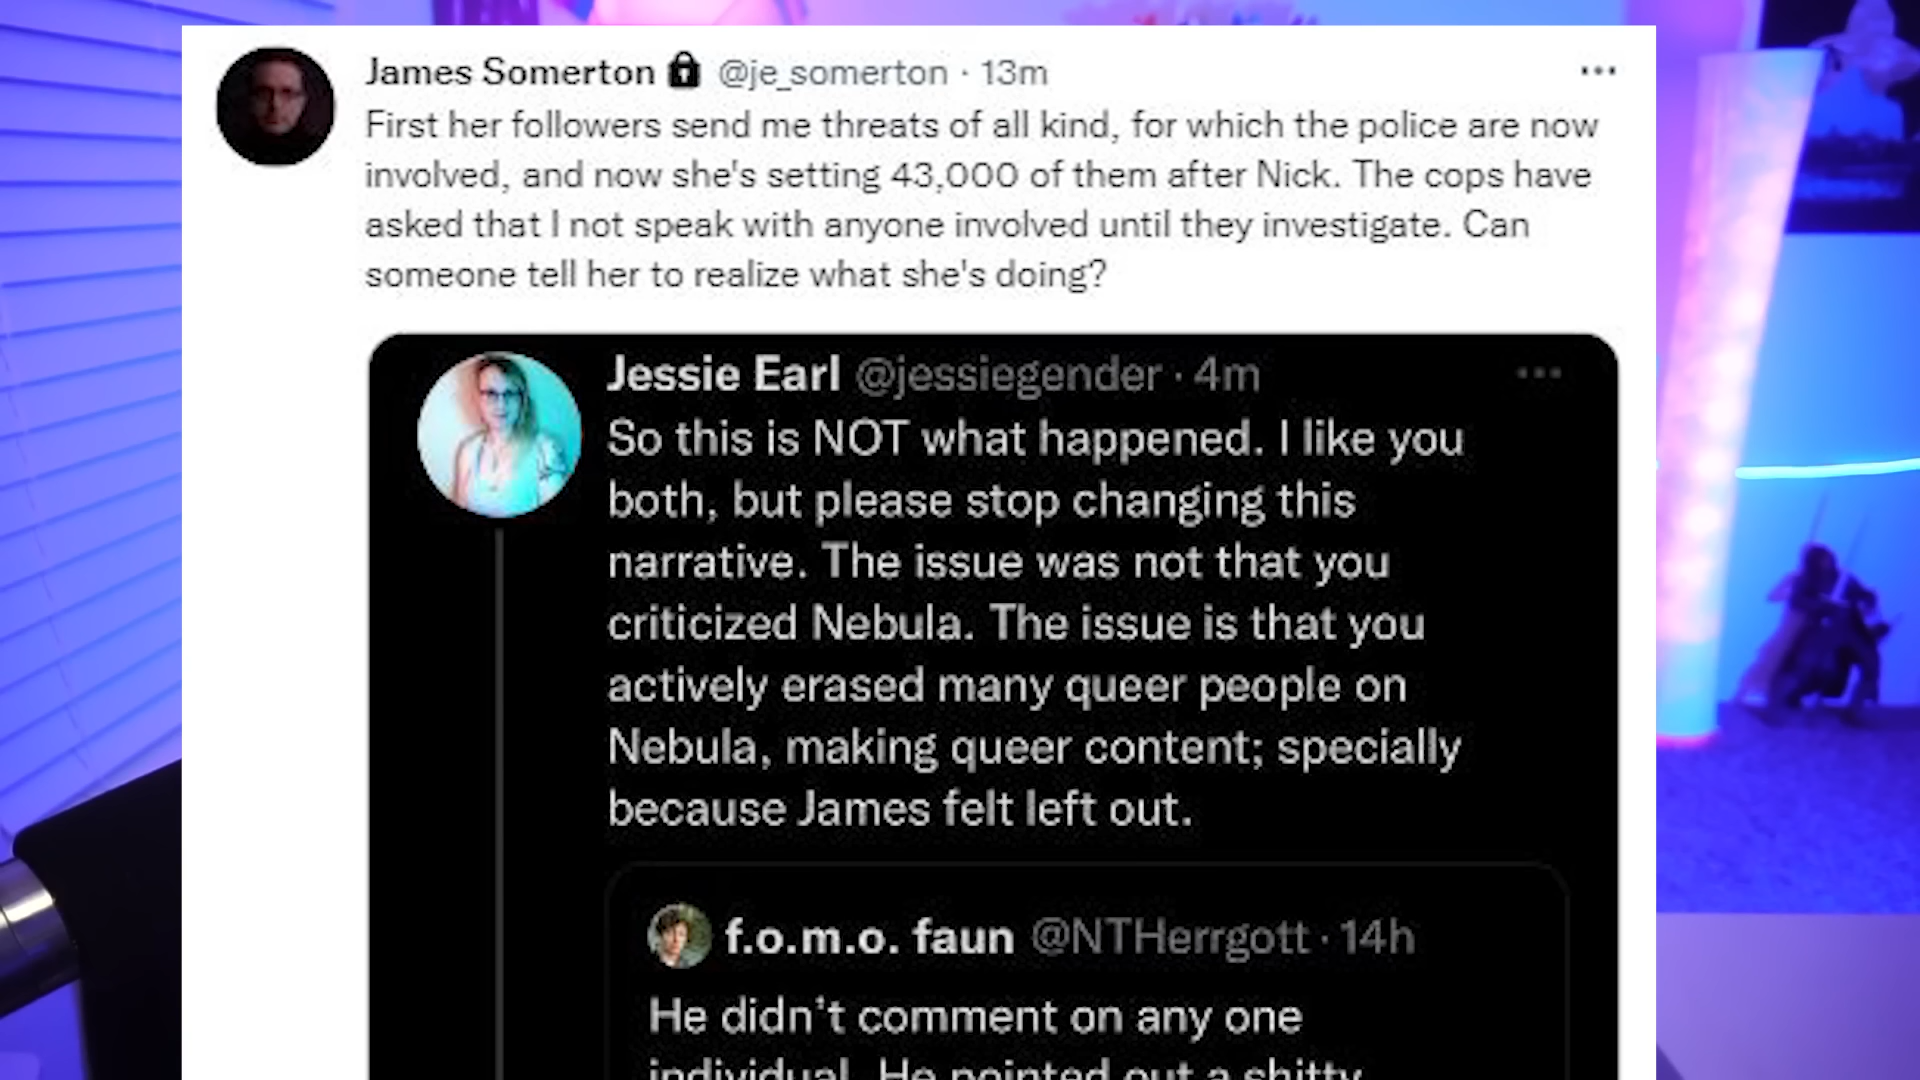 James Somerton @je_somerton · 13m
First her followers send me threats of all kind, for which the police are now
involved, and now she's setting 43,000 of them after Nick. The cops have
asked that I not speak with anyone involved until they investigate. Can
someone tell her to realize what she's doing?
Jessie Earl @jessiegender · 4m
So this is NOT what happened. I like you
both, but please stop changing this
narrative. The issue was not that you
criticized Nebula. The issue is that you
actively erased many queer people on
Nebula, making queer content; specially
because James felt left out.
f.o.m.o. faun @NTHerrgott · 14h
He didn't comment on any one
individual. He pointed out a shitty